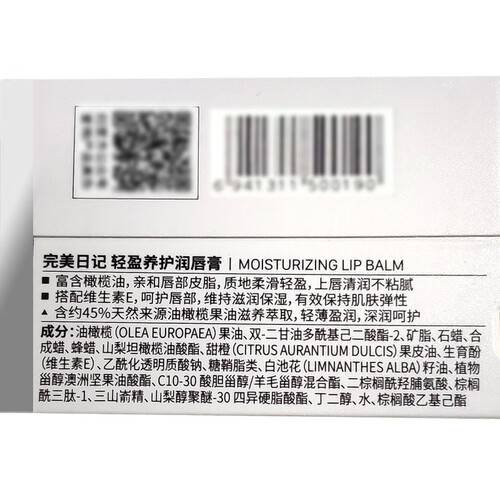 6 941311 500190
完美日记 轻盈养护润唇膏 | MOISTURIZING LIP BALM
■ 富含橄榄油，亲和唇部皮脂，质地柔滑轻盈，上唇清润不粘腻
■ 搭配维生素E，呵护唇部，维持滋润保湿，有效保持肌肤弹性
▲ 含约45%天然来源油橄榄果油滋养萃取，轻薄盈润，深润呵护
成分：油橄榄 (OLEA EUROPAEA) 果油、双-二甘油多酰基己二酸酯-2、矿脂、石蜡、合
成蜡、蜂蜡、山梨坦橄榄油酸酯、甜橙 (CITRUS AURANTIUM DULCIS) 果皮油、生育酚
(维生素E)、乙酰化透明质酸钠、糖鞘脂类、白池花 (LIMNANTHES ALBA) 籽油、植物
甾醇澳洲坚果油酸酯、C10-30 酸胆甾醇/羊毛甾醇混合酯、二棕榈酰羟脯氨酸、棕榈
酰三肽-1、三山嵛精、山梨醇聚醚-30 四异硬脂酸酯、丁二醇、水、棕榈酸乙基己酯